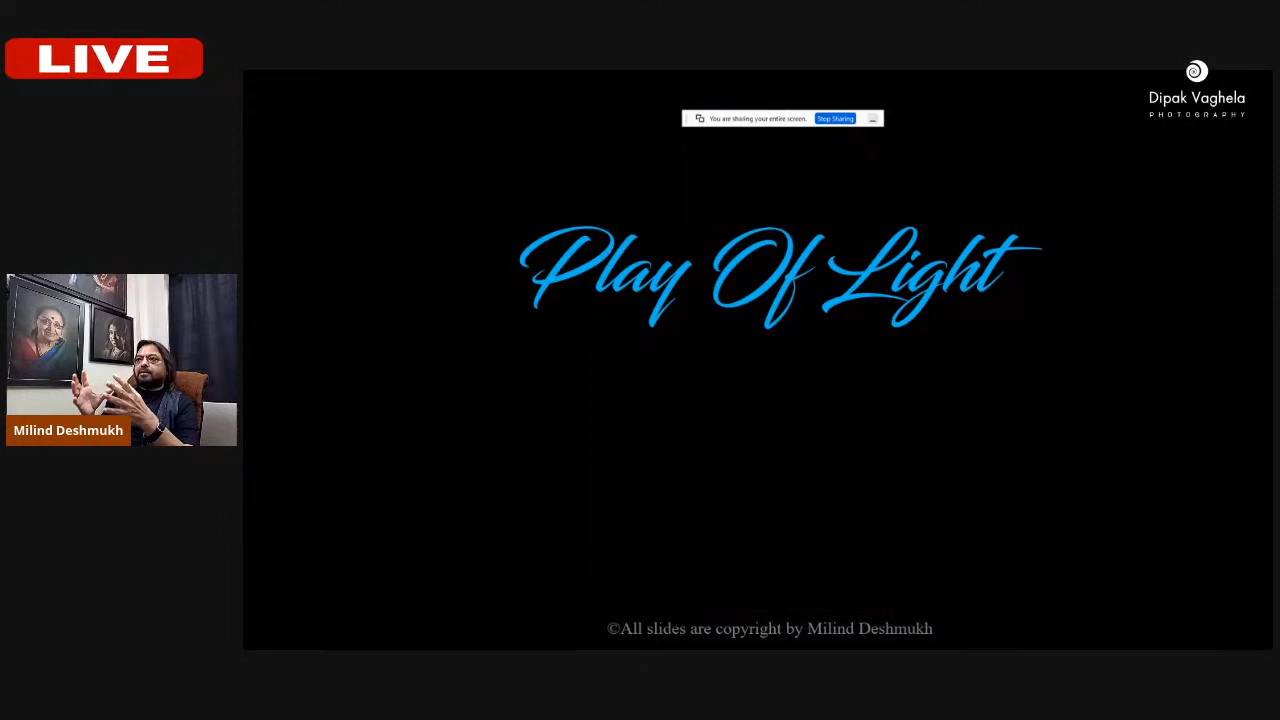 LIVE
Dipak Vaghela
PHOTOGRAPHY
You are sharing your entire screen.
Stop Sharing
Play Of Light
Milind Deshmukh
©All slides are copyright by Milind Deshmukh